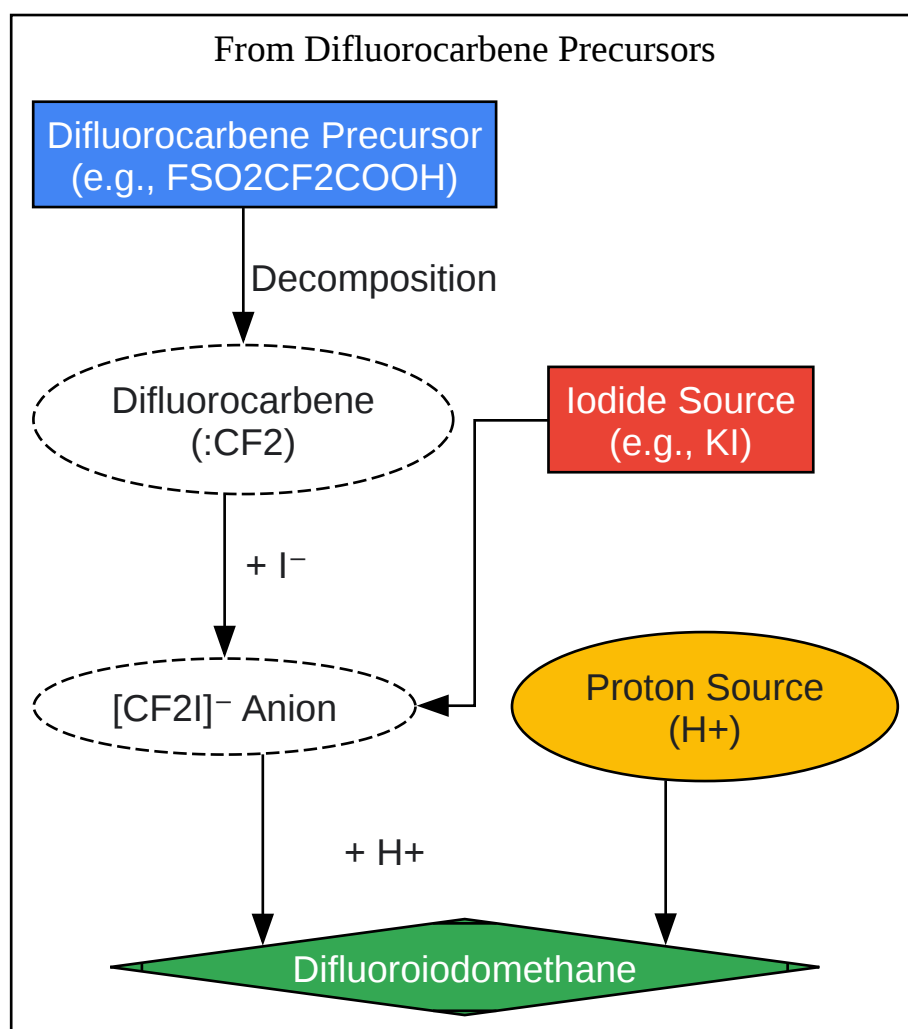 From Difluorocarbene Precursors
Difluorocarbene Precursor
(e.g., FSO2CF2COOH)
Decomposition
Difluorocarbene
(:CF2)
Iodide Source
(e.g., KI)
+ I⁻
[CF2I]⁻ Anion
Proton Source
(H+)
+ H+
Difluoroiodomethane